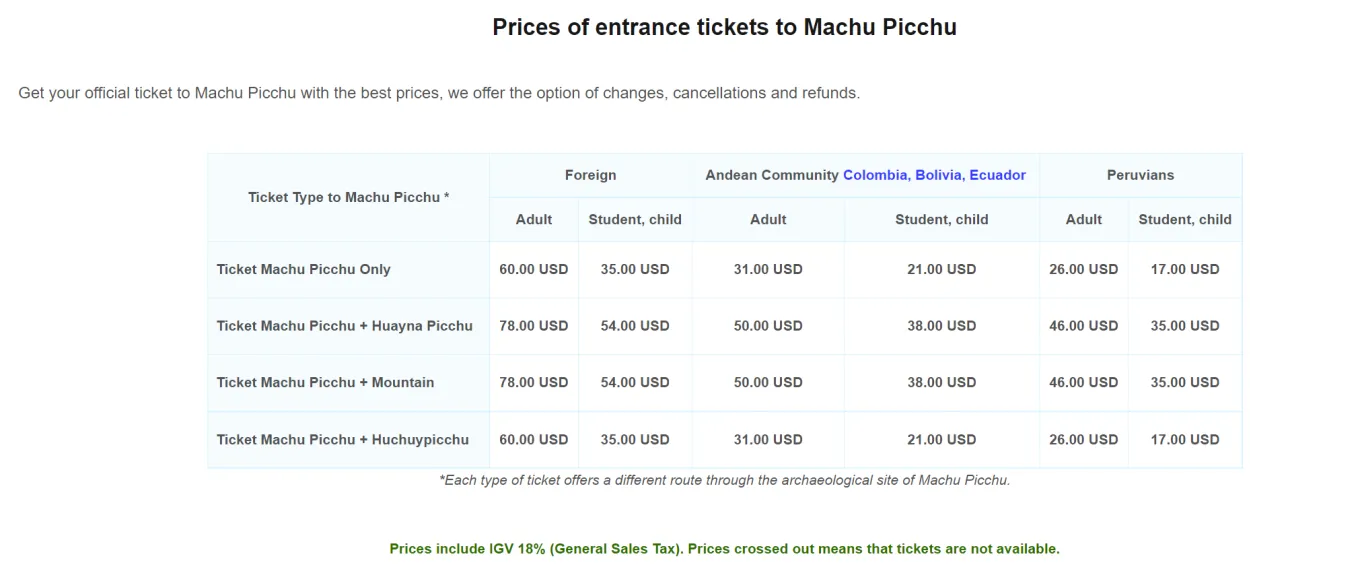 Prices of entrance tickets to Machu Picchu
Get your official ticket to Machu Picchu with the best prices, we offer the option of changes, cancellations and refunds.
Ticket Type to Machu Picchu * Foreign Andean Community Colombia, Bolivia, Ecuador Peruvians
Adult Student, child Adult Student, child Adult Student, child
Ticket Machu Picchu Only 60.00 USD 35.00 USD 31.00 USD 21.00 USD 26.00 USD 17.00 USD
Ticket Machu Picchu + Huayna Picchu 78.00 USD 54.00 USD 50.00 USD 38.00 USD 46.00 USD 35.00 USD
Ticket Machu Picchu + Mountain 78.00 USD 54.00 USD 50.00 USD 38.00 USD 46.00 USD 35.00 USD
Ticket Machu Picchu + Huchuypicchu 60.00 USD 35.00 USD 31.00 USD 21.00 USD 26.00 USD 17.00 USD
*Each type of ticket offers a different route through the archaeological site of Machu Picchu.
Prices include IGV 18% (General Sales Tax). Prices crossed out means that tickets are not available.